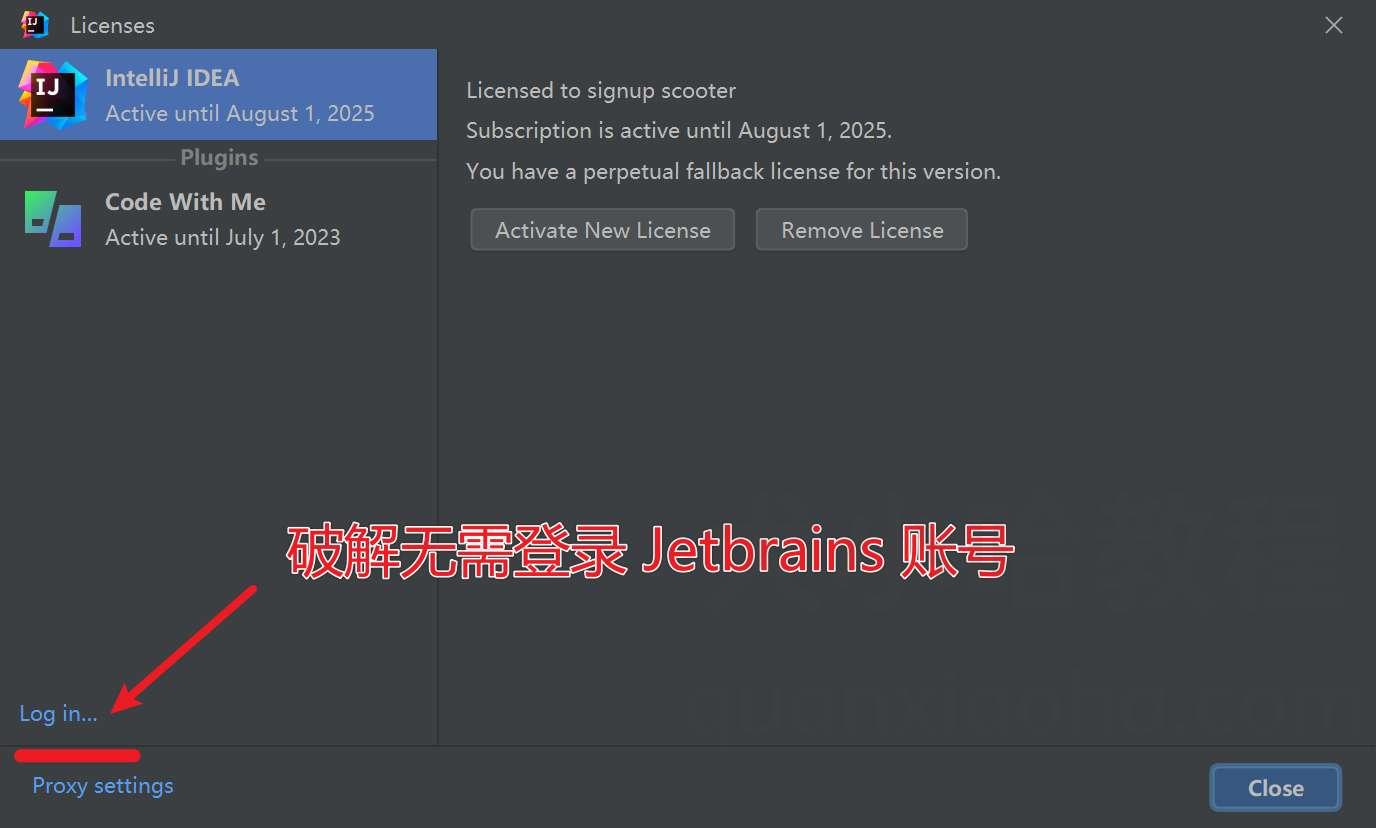 IJ
Licenses
IJ
IntelliJ IDEA
Active until August 1, 2025
Plugins
Code With Me
Active until July 1, 2023
Licensed to signup scooter
Subscription is active until August 1, 2025.
You have a perpetual fallback license for this version.
Activate New License
Remove License
破解无需登录 Jetbrains 账号
Log in...
Proxy settings
Close